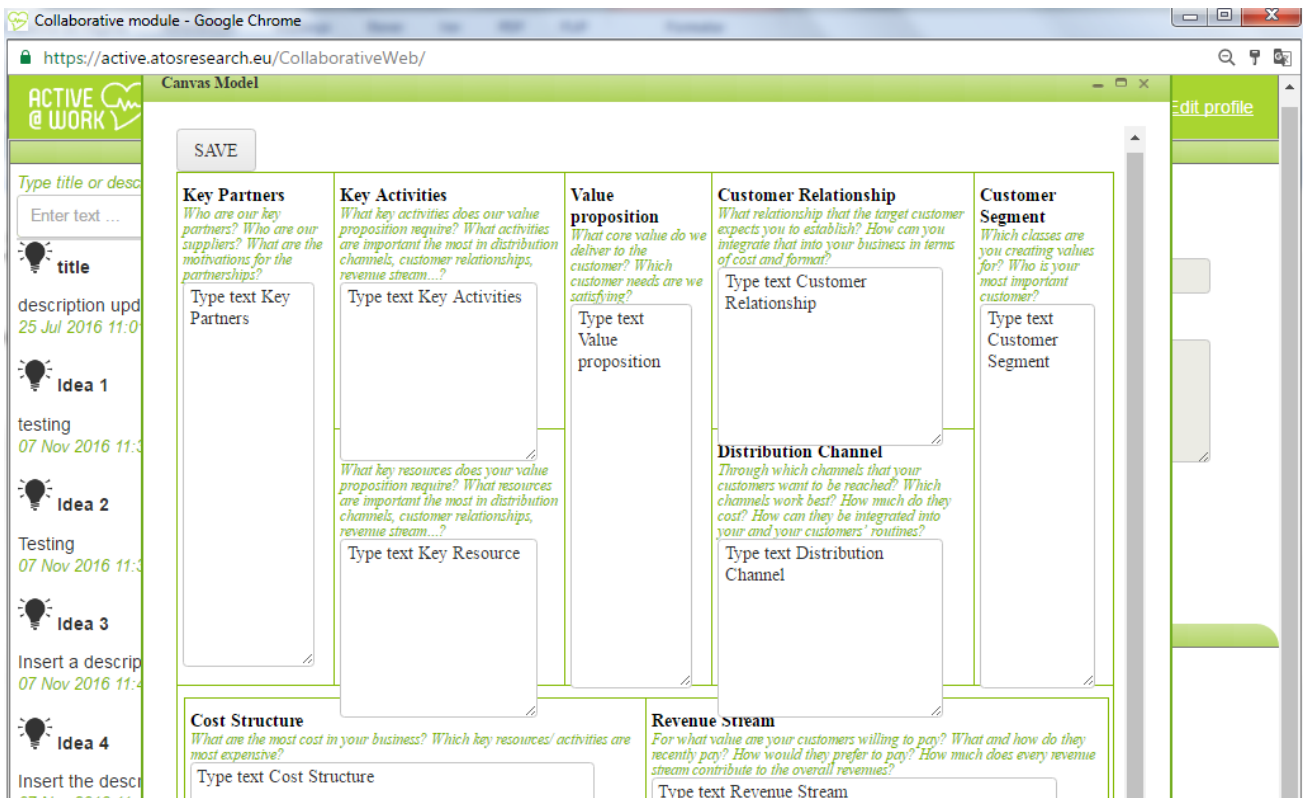 Collaborative module - Google Chrome
https://active.atosresearch.eu/CollaborativeWeb/
ACTIVE
@ WORK
Canvas Model
Edit profile
SAVE
Type title or desc
Enter text ...
title
description upd
25 Jul 2016 11:0
Idea 1
testing
07 Nov 2016 11:3
Idea 2
Testing
07 Nov 2016 11:3
Idea 3
Insert a descrip
07 Nov 2016 11:4
Idea 4
Insert the descr
Key Partners
Who are our key
partners? Who are our
suppliers? What are the
motivations for the
partnerships?
Type text Key
Partners
Key Activities
What key activities does our value
proposition require? What activities
are important the most in distribution
channels, customer relationships,
revenue stream...?
Type text Key Activities
What key resources does your value
proposition require? What resources
are important the most in distribution
channels, customer relationships,
revenue stream...?
Type text Key Resource
Value
proposition
What core value do we
deliver to the
customer? Which
customer needs are we
satisfying?
Type text
Value
proposition
Customer Relationship
What relationship that the target customer
expects you to establish? How can you
integrate that into your business in terms
of cost and format?
Type text Customer
Relationship
Distribution Channel
Through which channels that your
customers want to be reached? Which
channels work best? How much do they
cost? How can they be integrated into
your and your customers' routines?
Type text Distribution
Channel
Customer
Segment
Which classes are
you creating values
for? Who is your
most important
customer?
Type text
Customer
Segment
Cost Structure
What are the most cost in your business? Which key resources/ activities are
most expensive?
Type text Cost Structure
Revenue Stream
For what value are your customers willing to pay? What and how do they
recently pay? How would they prefer to pay? How much does every revenue
stream contribute to the overall revenues?
Type text Revenue Stream